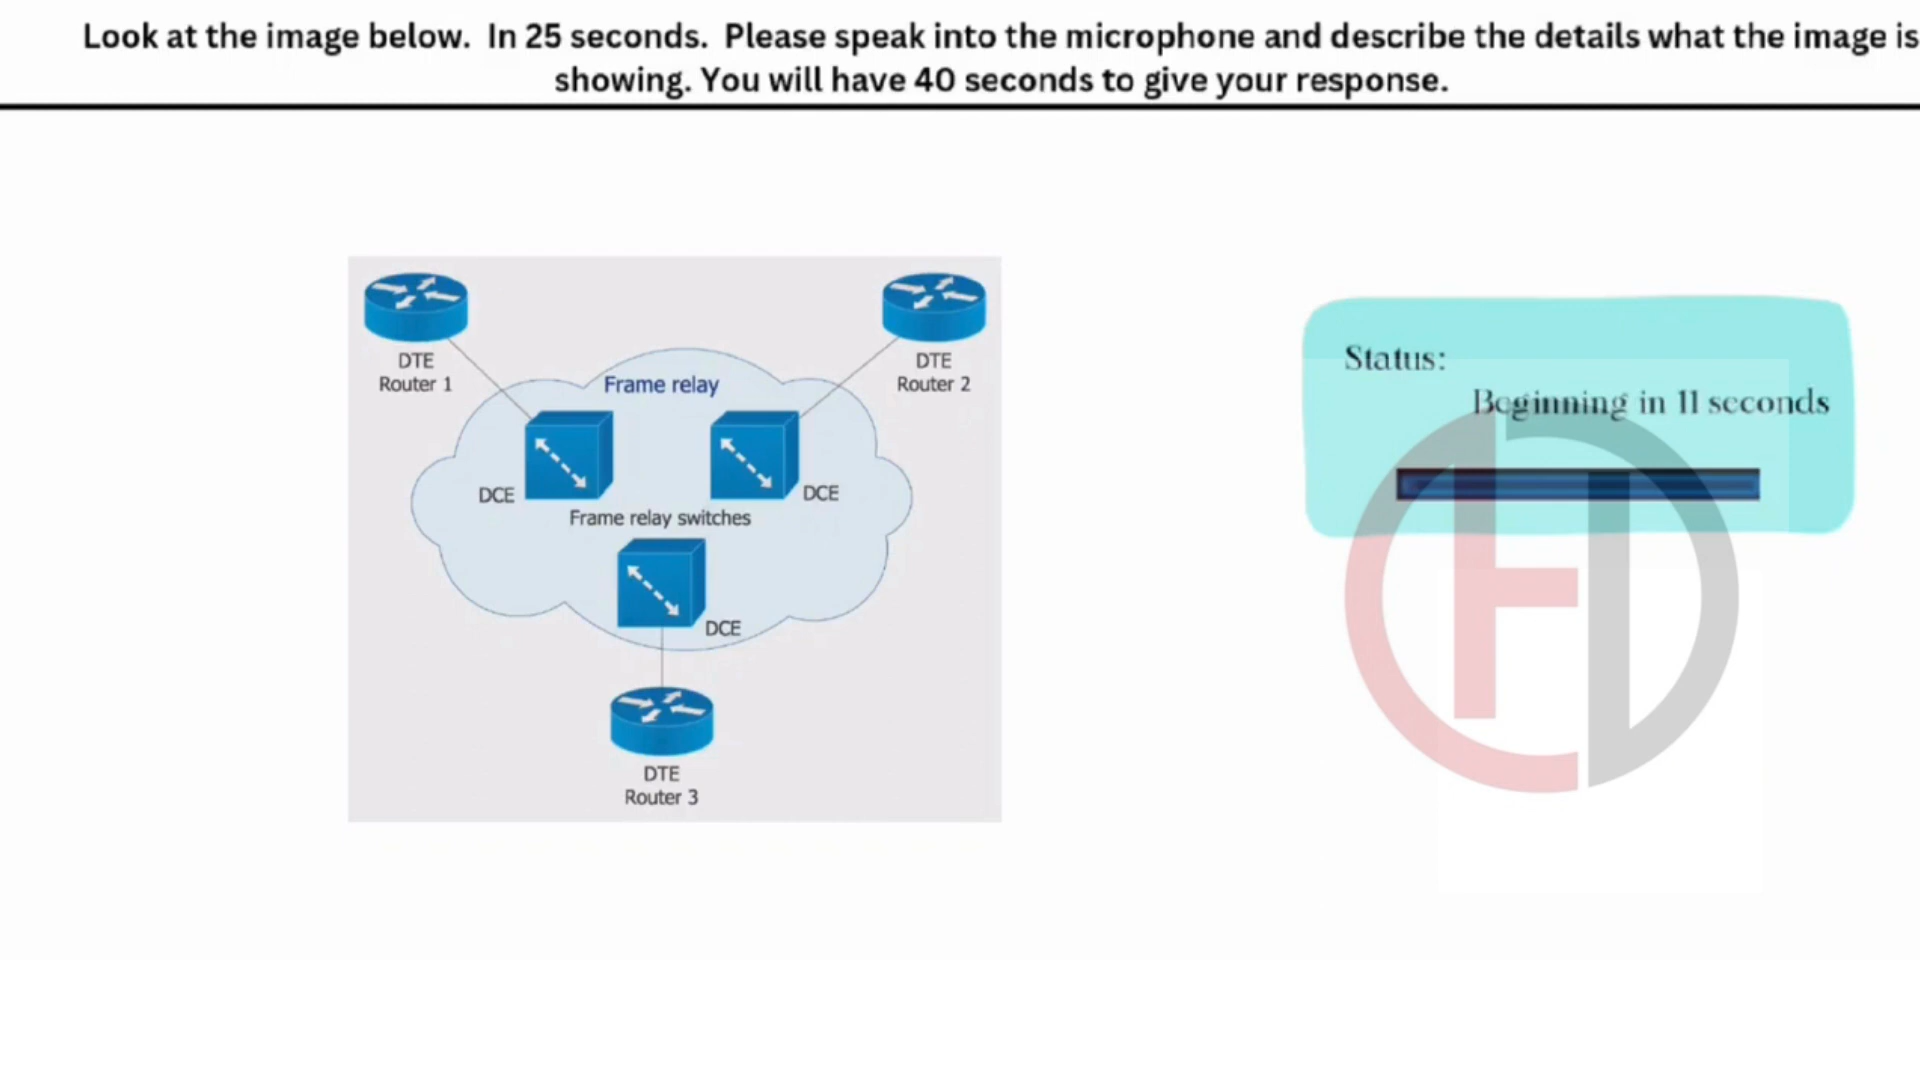 Look at the image below. In 25 seconds. Please speak into the microphone and describe the details what the image is
showing. You will have 40 seconds to give your response.
DTE
Router 1
DTE
Router 2
Frame relay
DCE
DCE
Frame relay switches
DCE
DTE
Router 3
Status:
Beginning in 11 seconds